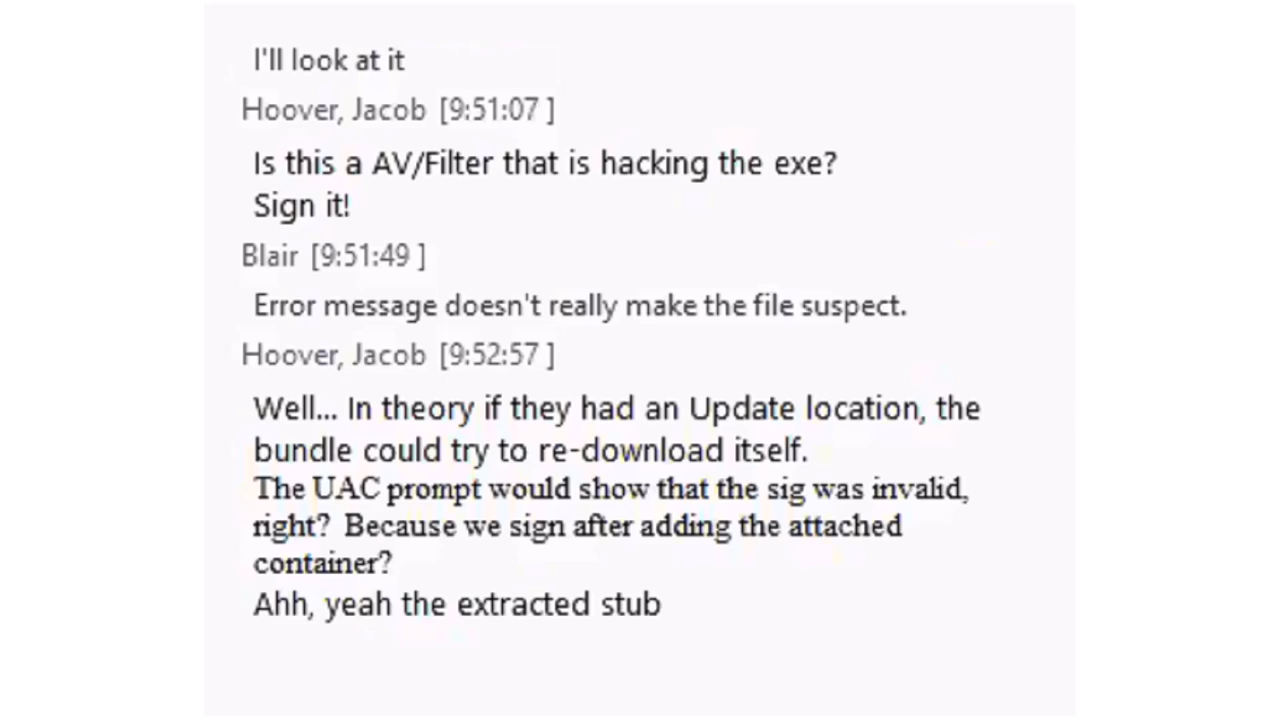 I'll look at it
Hoover, Jacob [9:51:07 ]
Is this a AV/Filter that is hacking the exe?
Sign it!
Blair [9:51:49 ]
Error message doesn't really make the file suspect.
Hoover, Jacob [9:52:57 ]
Well... In theory if they had an Update location, the
bundle could try to re-download itself.
The UAC prompt would show that the sig was invalid,
right?  Because we sign after adding the attached
container?
Ahh, yeah the extracted stub